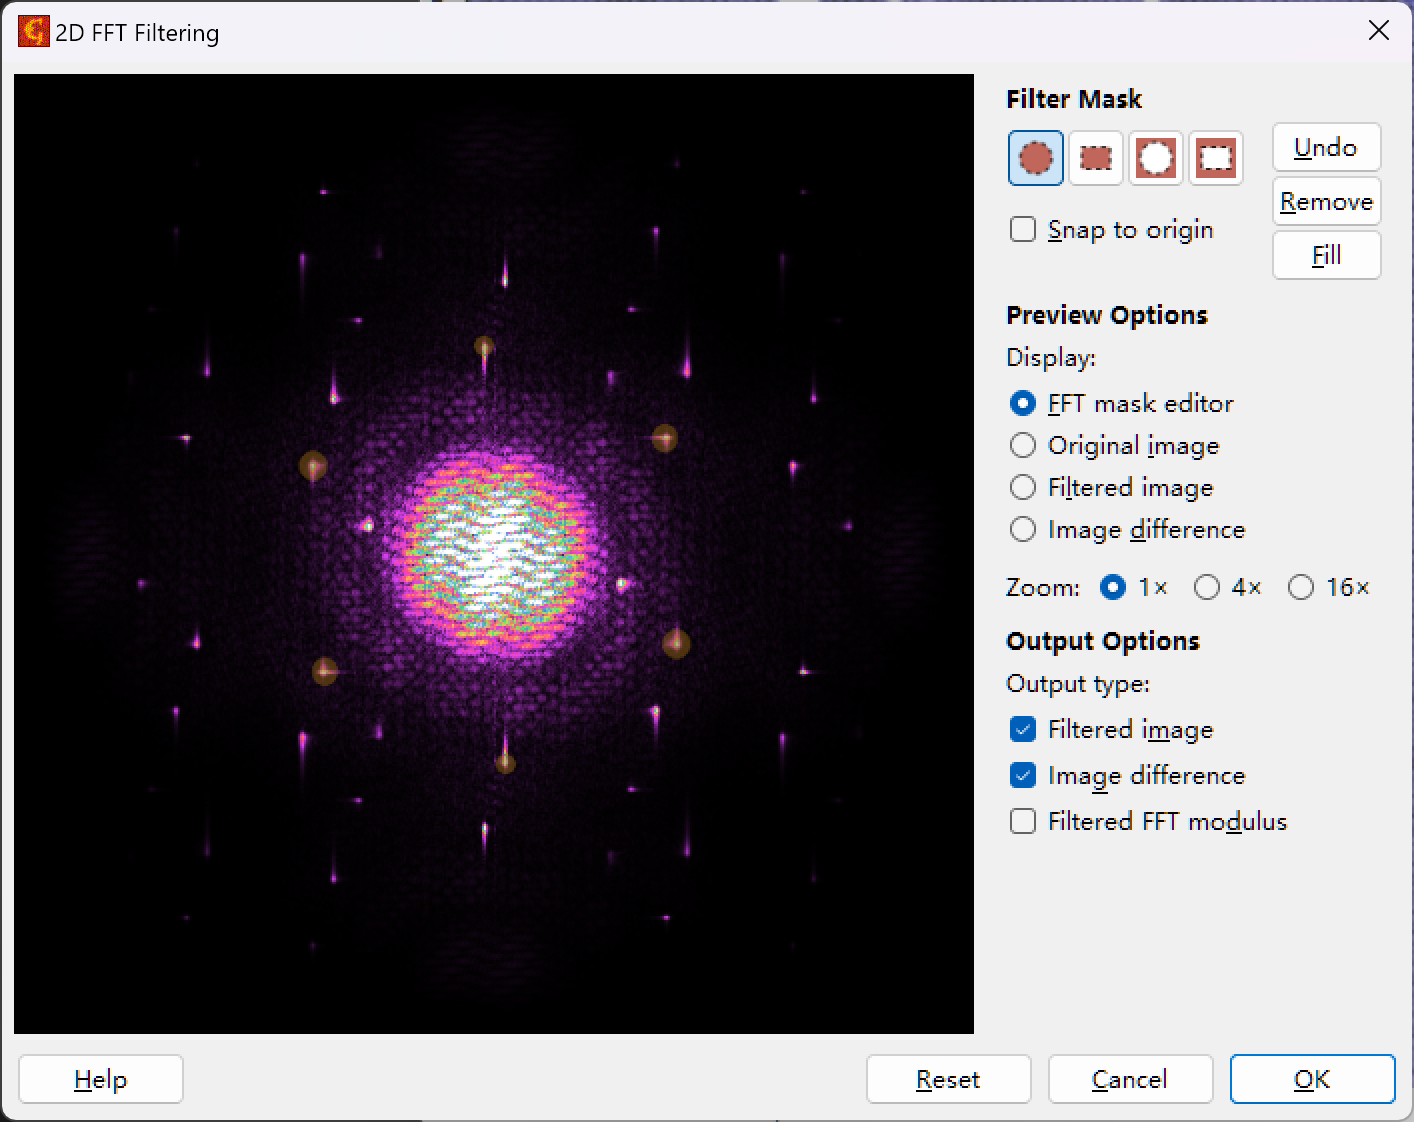 2D FFT Filtering
Filter Mask
Undo
Remove
Snap to origin
Fill
Preview Options
Display:
FFT mask editor
Original image
Filtered image
Image difference
Zoom: 1× 4× 16×
Output Options
Output type:
Filtered image
Image difference
Filtered FFT modulus
Help Reset Cancel OK